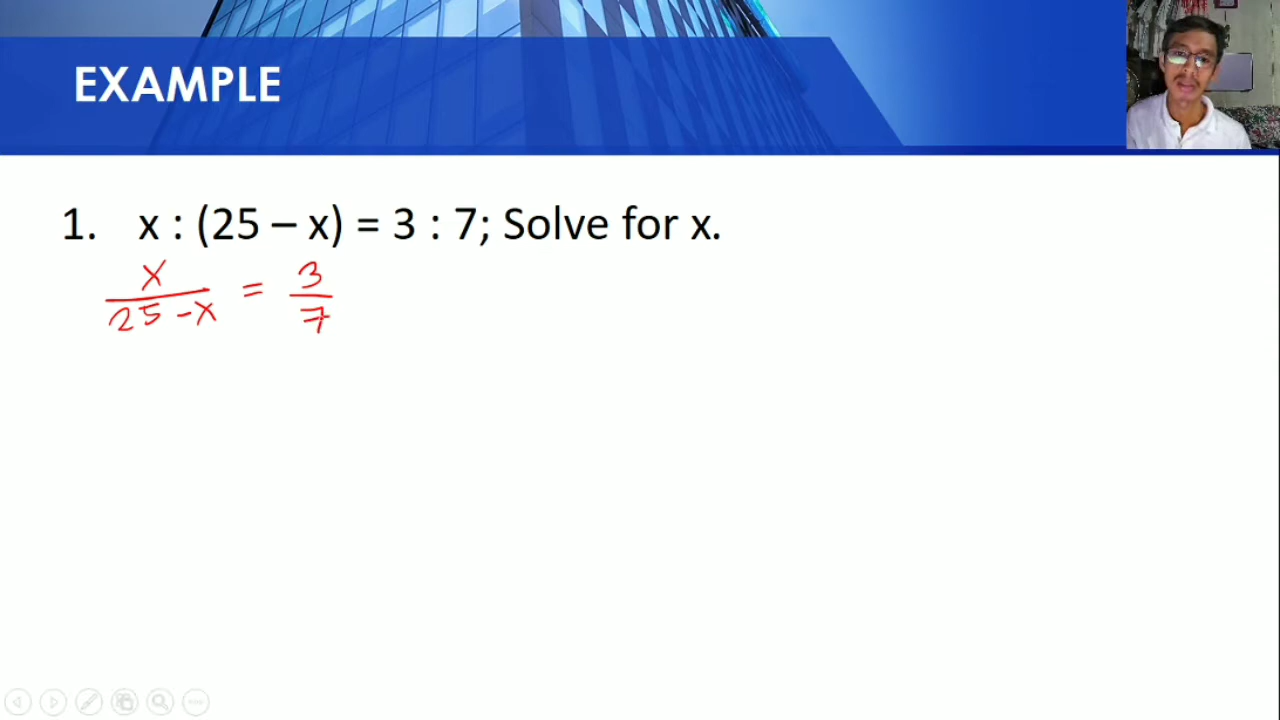 EXAMPLE
1. x : (25 – x) = 3 : 7; Solve for x.
x/(25 - x) = 3/7